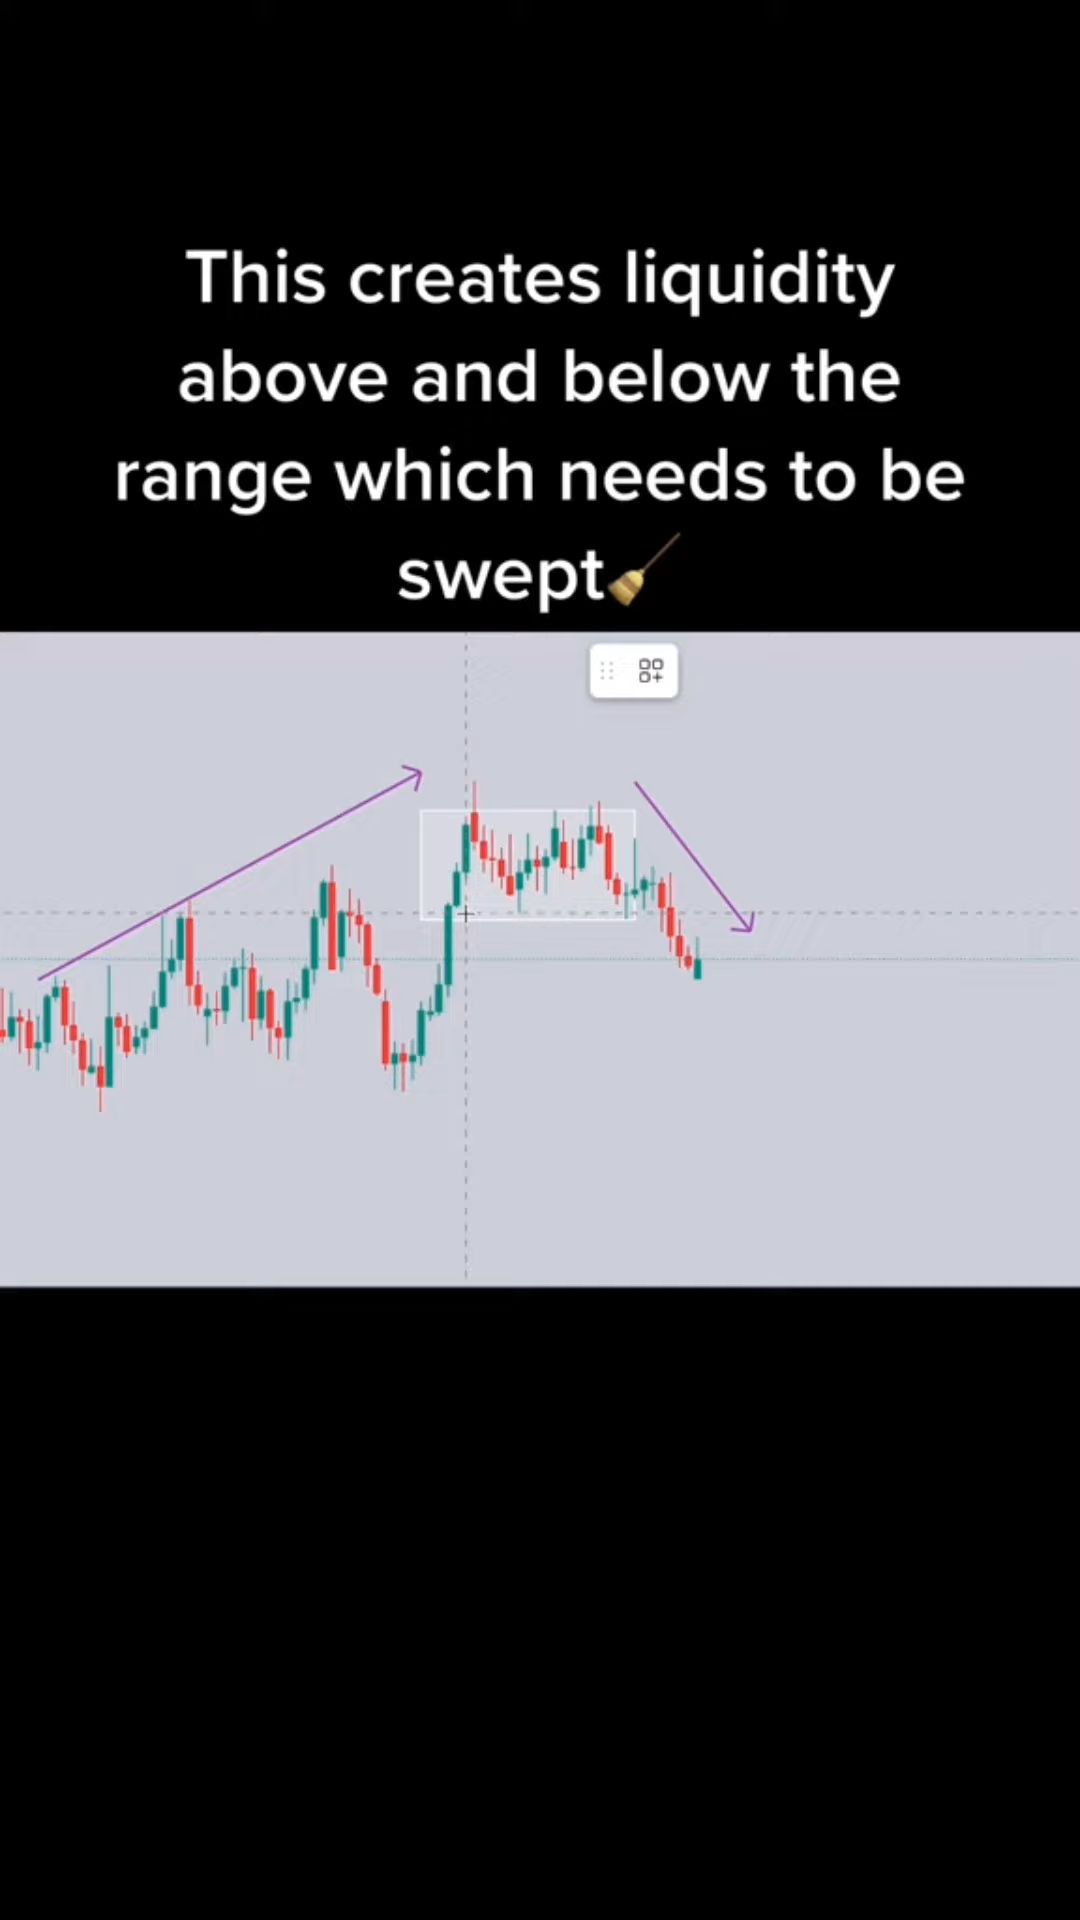 This creates liquidity
above and below the
range which needs to be
swept🧹